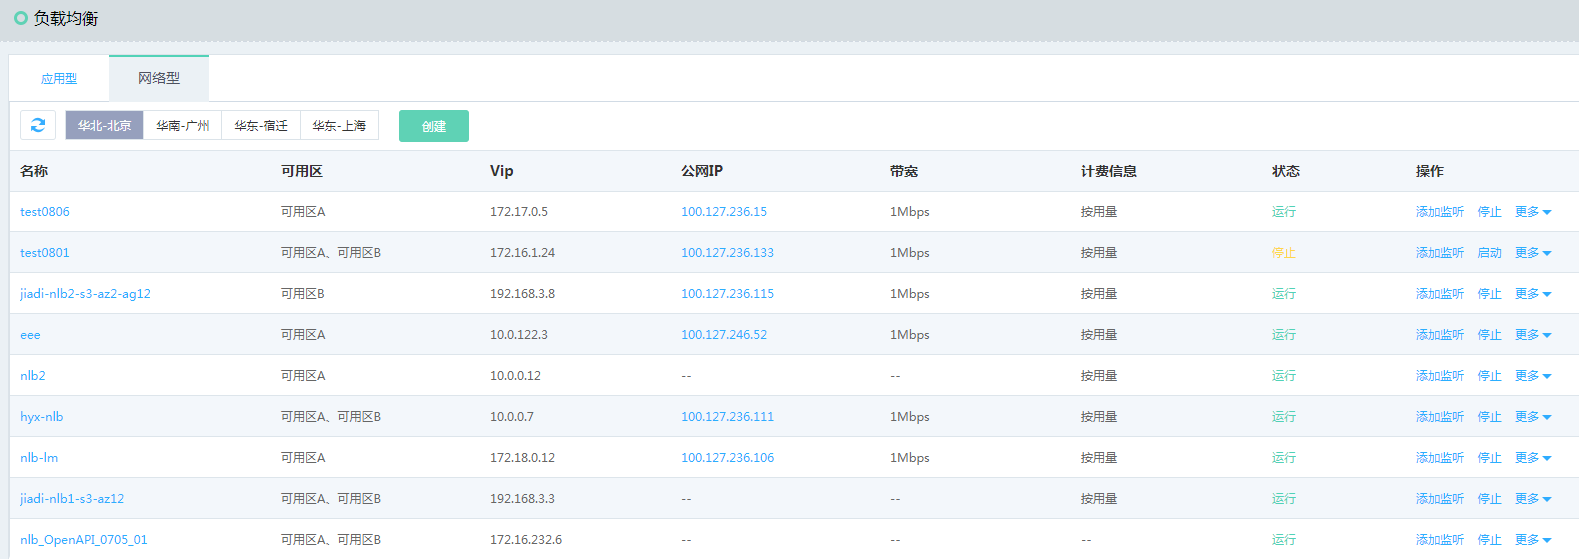 负载均衡
应用型 网络型
华北-北京 华南-广州 华东-宿迁 华东-上海 创建
名称 可用区 Vip 公网IP 带宽 计费信息 状态 操作
test0806 可用区A 172.17.0.5 100.127.236.15 1Mbps 按用量 运行 添加监听 停止 更多
test0801 可用区A、可用区B 172.16.1.24 100.127.236.133 1Mbps 按用量 停止 添加监听 启动 更多
jiadi-nlb2-s3-az2-ag12 可用区B 192.168.3.8 100.127.236.115 1Mbps 按用量 运行 添加监听 停止 更多
eee 可用区A 10.0.122.3 100.127.246.52 1Mbps 按用量 运行 添加监听 停止 更多
nlb2 可用区A 10.0.0.12 -- -- 按用量 运行 添加监听 停止 更多
hyx-nlb 可用区A、可用区B 10.0.0.7 100.127.236.111 1Mbps 按用量 运行 添加监听 停止 更多
nlb-lm 可用区A 172.18.0.12 100.127.236.106 1Mbps 按用量 运行 添加监听 停止 更多
jiadi-nlb1-s3-az12 可用区A、可用区B 192.168.3.3 -- -- 按用量 运行 添加监听 停止 更多
nlb_OpenAPI_0705_01 可用区A、可用区B 172.16.232.6 -- -- -- 运行 添加监听 停止 更多